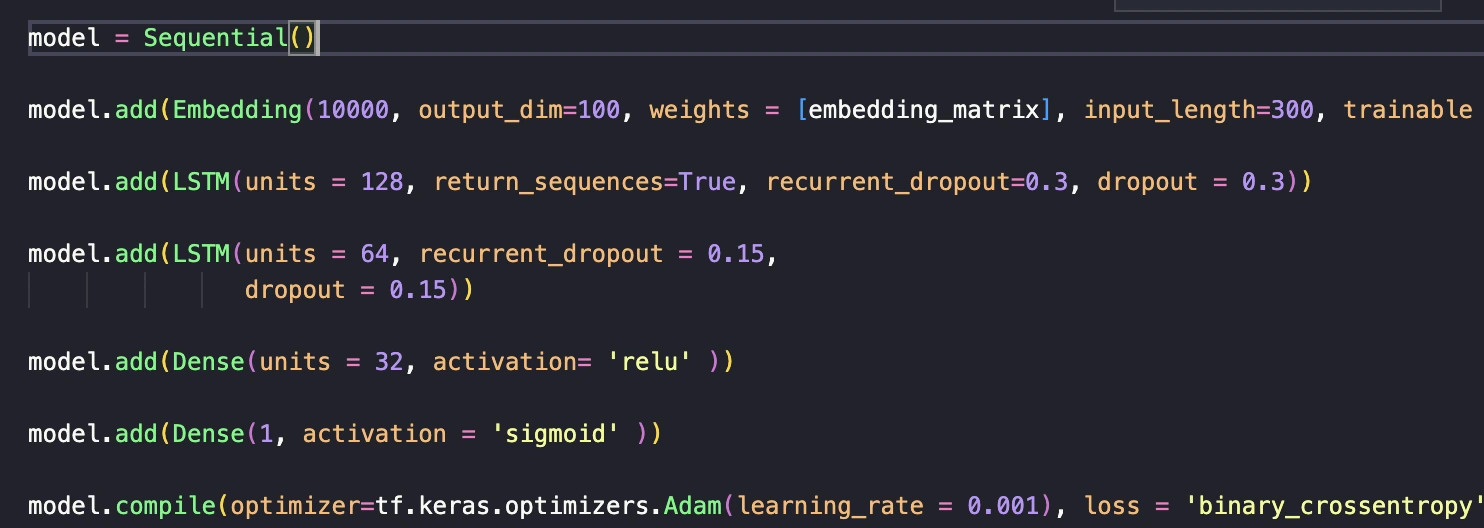 model = Sequential()
model.add(Embedding(10000, output_dim=100, weights = [embedding_matrix], input_length=300, trainable
model.add(LSTM(units = 128, return_sequences=True, recurrent_dropout=0.3, dropout = 0.3))
model.add(LSTM(units = 64, recurrent_dropout = 0.15,
dropout = 0.15))
model.add(Dense(units = 32, activation= 'relu' ))
model.add(Dense(1, activation = 'sigmoid' ))
model.compile(optimizer=tf.keras.optimizers.Adam(learning_rate = 0.001), loss = 'binary_crossentropy'